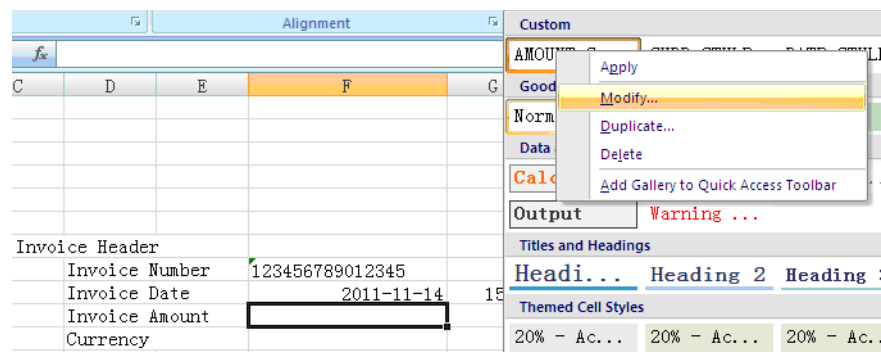 Alignment
Custom
fx
AMOUNT
Apply
C D E F G
Good
Modify...
Norm
Duplicate...
Data
Delete
Calc
Add Gallery to Quick Access Toolbar
Output Warning ...
Invoice Header
Titles and Headings
Invoice Number 123456789012345
Headi... Heading 2 Heading
Invoice Date 2011-11-14 15
Themed Cell Styles
Invoice Amount
20% - Ac... 20% - Ac... 20% - Ac..
Currency